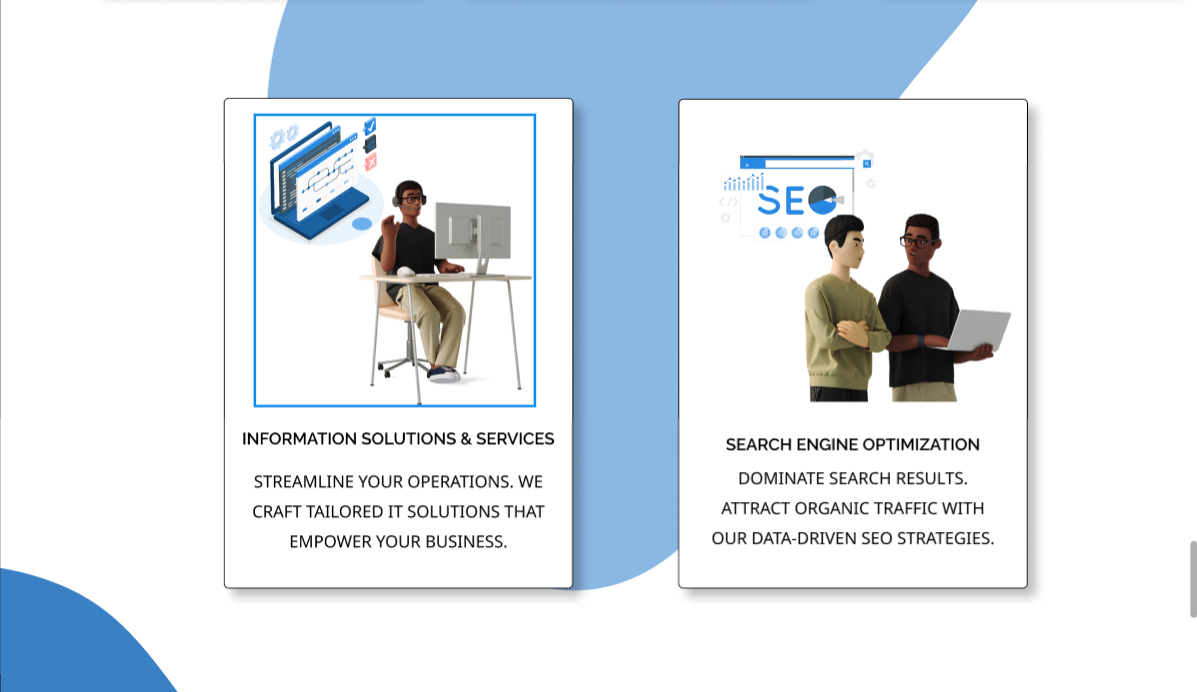 SEO
INFORMATION SOLUTIONS & SERVICES
STREAMLINE YOUR OPERATIONS. WE
CRAFT TAILORED IT SOLUTIONS THAT
EMPOWER YOUR BUSINESS.
SEARCH ENGINE OPTIMIZATION
DOMINATE SEARCH RESULTS.
ATTRACT ORGANIC TRAFFIC WITH
OUR DATA-DRIVEN SEO STRATEGIES.